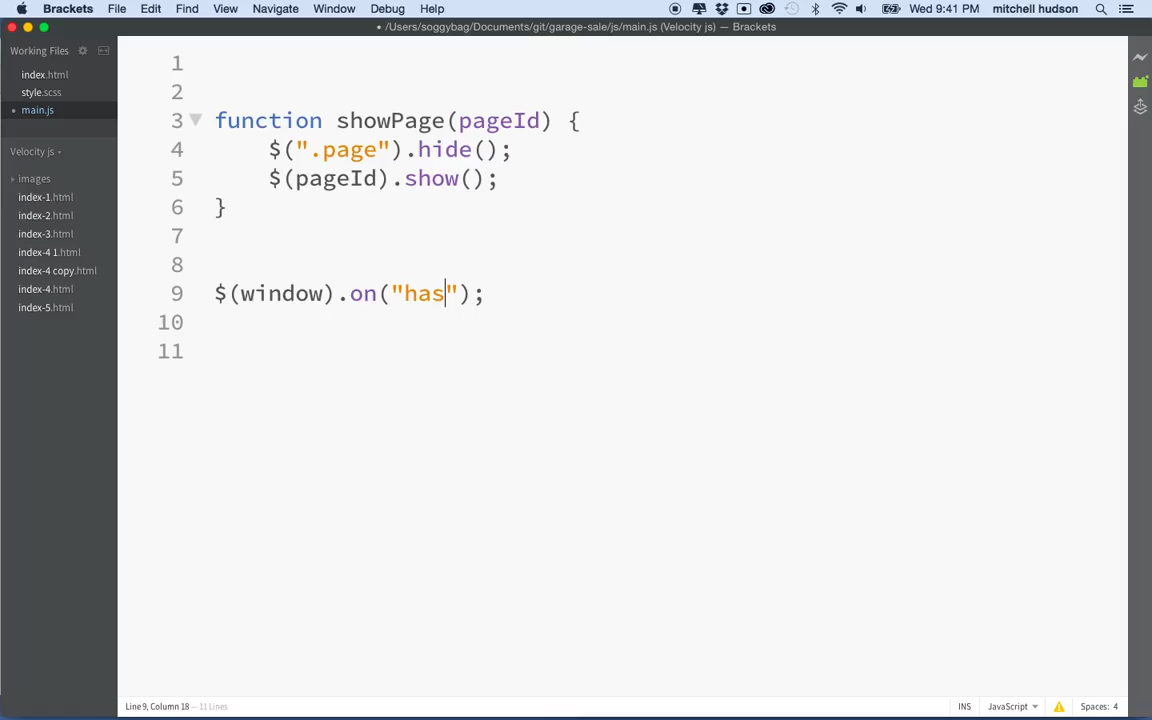 Brackets File Edit View Navigate Window Debug Help Wed 9:41 PM mitchell hudson
• /Users/soggybag/Documents/git/garage-sale/js/main.js (Velocity js) — Brackets
Working Files
index.html
style.scss
• main.js
Velocity js
images
index-1.html
index-2.html
index-3.html
index-4 1.html
index-4 copy.html
index-4.html
index-5.html
1
2
3 function showPage(pageId) {
4 $(".page").hide();
5 $(pageId).show();
6 }
7
8
9 $(window).on("has");
10
11
Line 9, Column 18 — 11 Lines INS JavaScript Spaces: 4